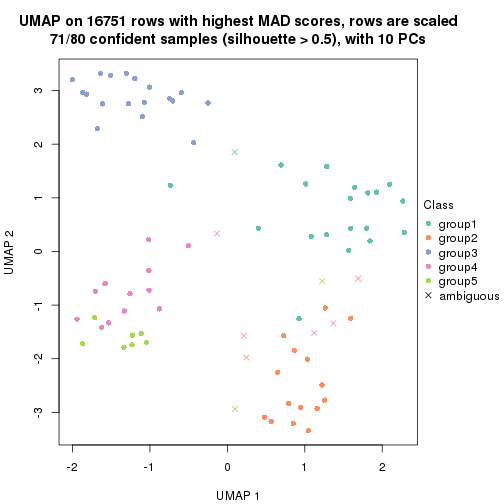 UMAP on 16751 rows with highest MAD scores, rows are scaled
71/80 confident samples (silhouette > 0.5), with 10 PCs
3
2
1
0
-1
-2
-3
UMAP 2
-2
-1
0
1
2
UMAP 1
Class
group1
group2
group3
group4
group5
ambiguous